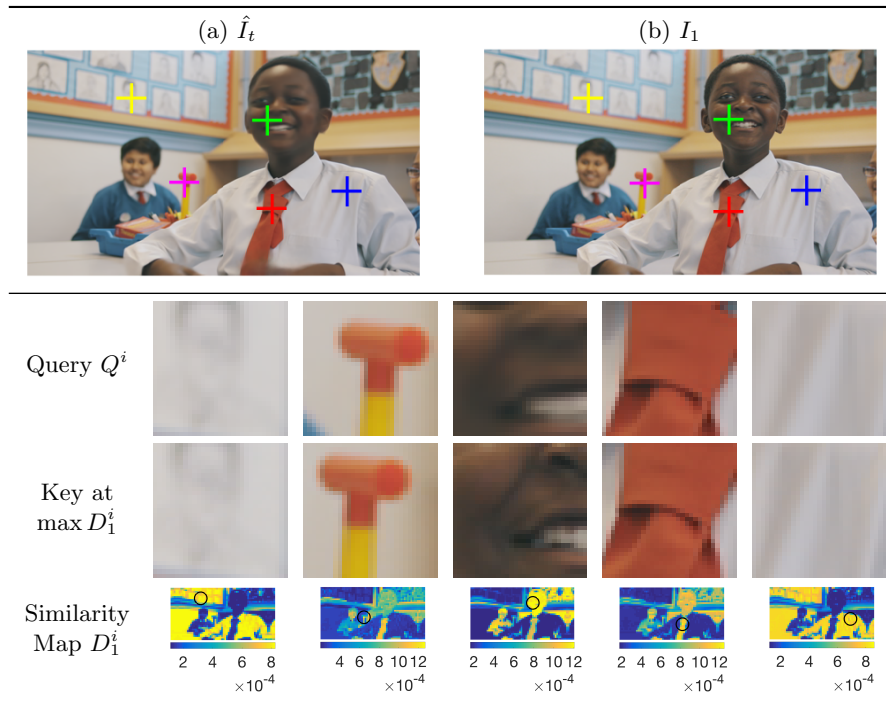 (a) Î_t (b) I_1
Query Q^i
Key at
max D_1^i
Similarity
Map D_1^i
2 4 6 8 4 6 8 10 12 2 4 6 8 10 12 2 4 6 8 10 12 2 4 6 8
×10^-4 ×10^-4 ×10^-4 ×10^-4 ×10^-4